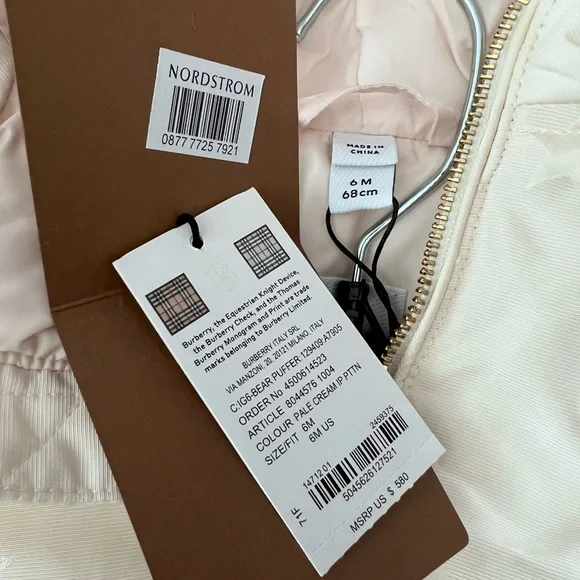 NORDSTROM
0877 7725 7921
MADE IN
CHINA
6 M
68cm
Burberry, the Equestrian Knight Device,
the Burberry Check, and the Thomas
Burberry Monogram and Print are trade
marks belonging to Burberry Limited.
BURBERRY ITALY SRL
VIA MANZONI, 20, 20121 MILANO, ITALY
C:IG6-BEAR PUFFER:129409 A7905
ORDER No 4500614523
ARTICLE 8044576 1004
COLOUR PALE CREAM IP PTTN
SIZE/FIT 6M
6M US
14712 01
2459375
71F
5045626127521
MSRP US $ 580